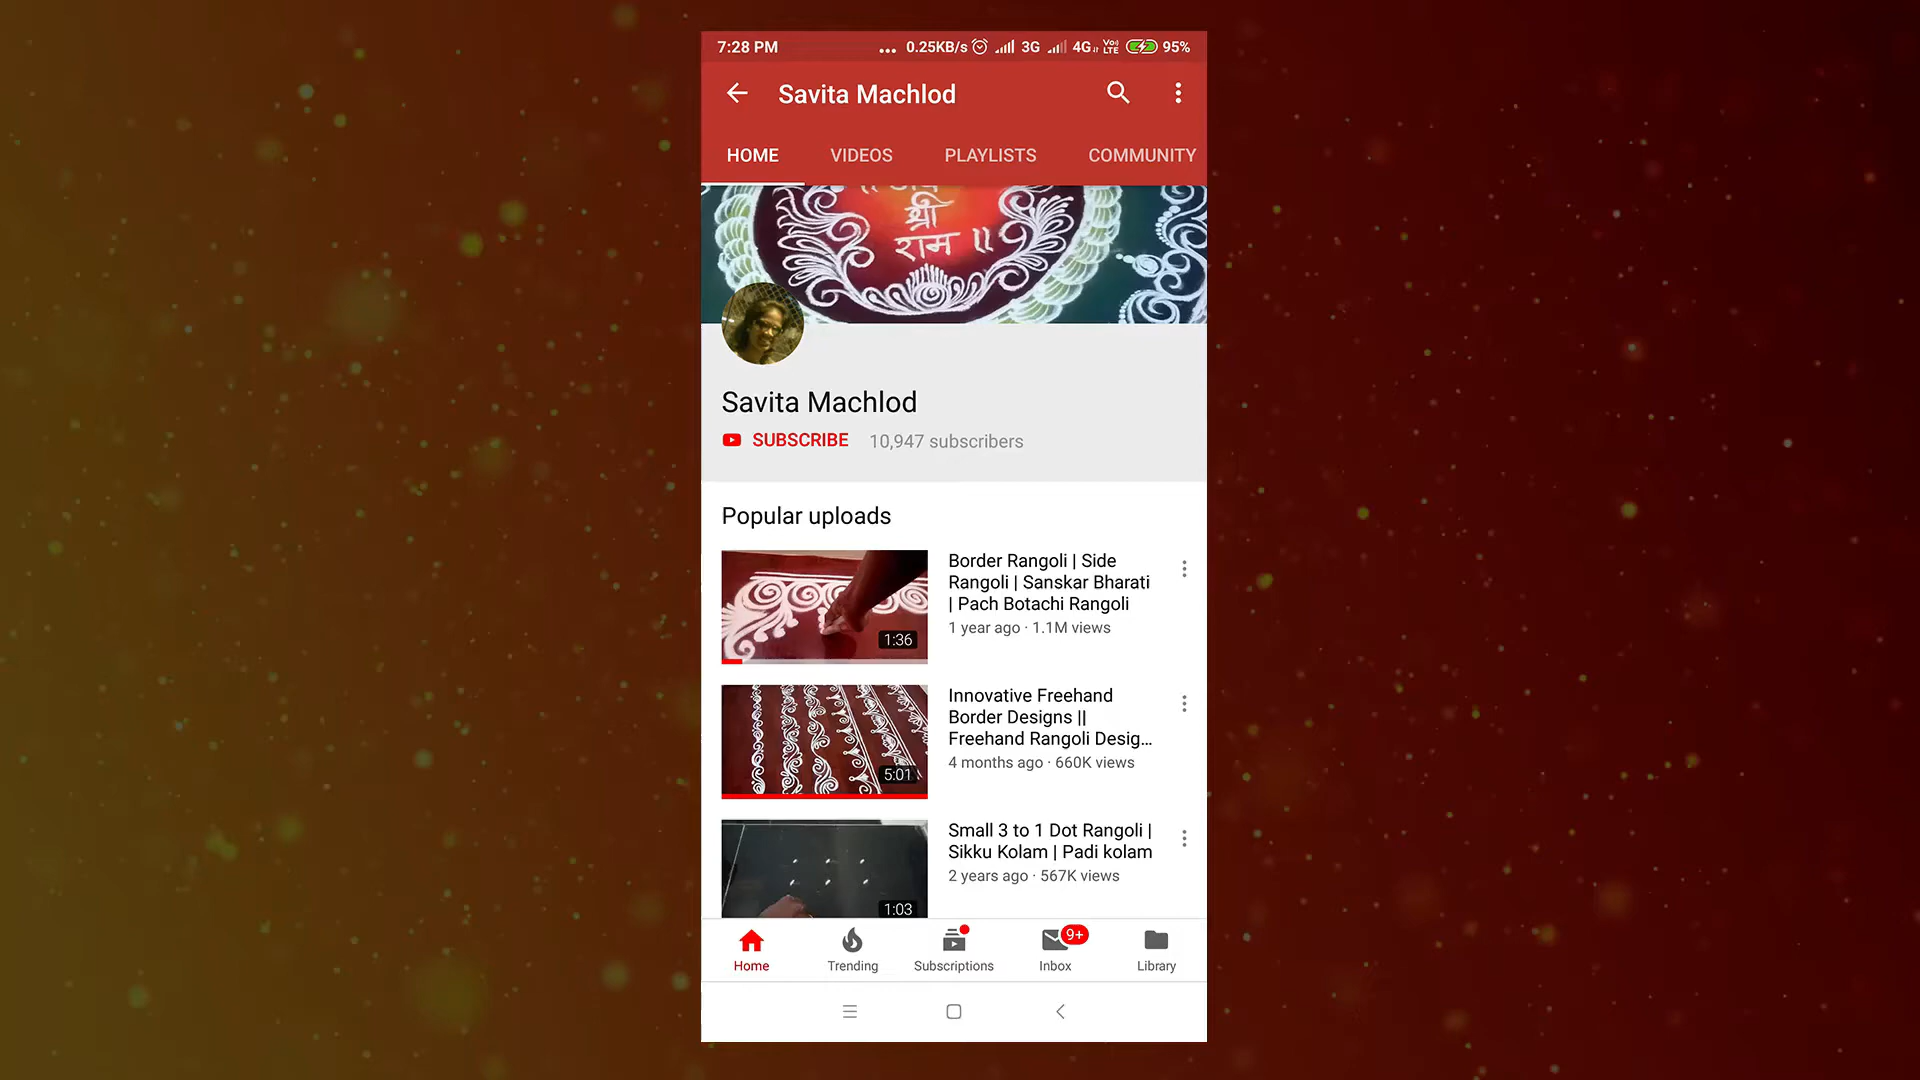 7:28 PM
... 0.25KB/s 3G 4G Vo) LTE 95%
Savita Machlod
HOME VIDEOS PLAYLISTS COMMUNITY
श्री
राम ॥
Savita Machlod
SUBSCRIBE 10,947 subscribers
Popular uploads
Border Rangoli | Side
Rangoli | Sanskar Bharati
| Pach Botachi Rangoli
1 year ago · 1.1M views
1:36
Innovative Freehand
Border Designs ||
Freehand Rangoli Desig...
4 months ago · 660K views
5:01
Small 3 to 1 Dot Rangoli |
Sikku Kolam | Padi kolam
2 years ago · 567K views
1:03
9+
Home Trending Subscriptions Inbox Library